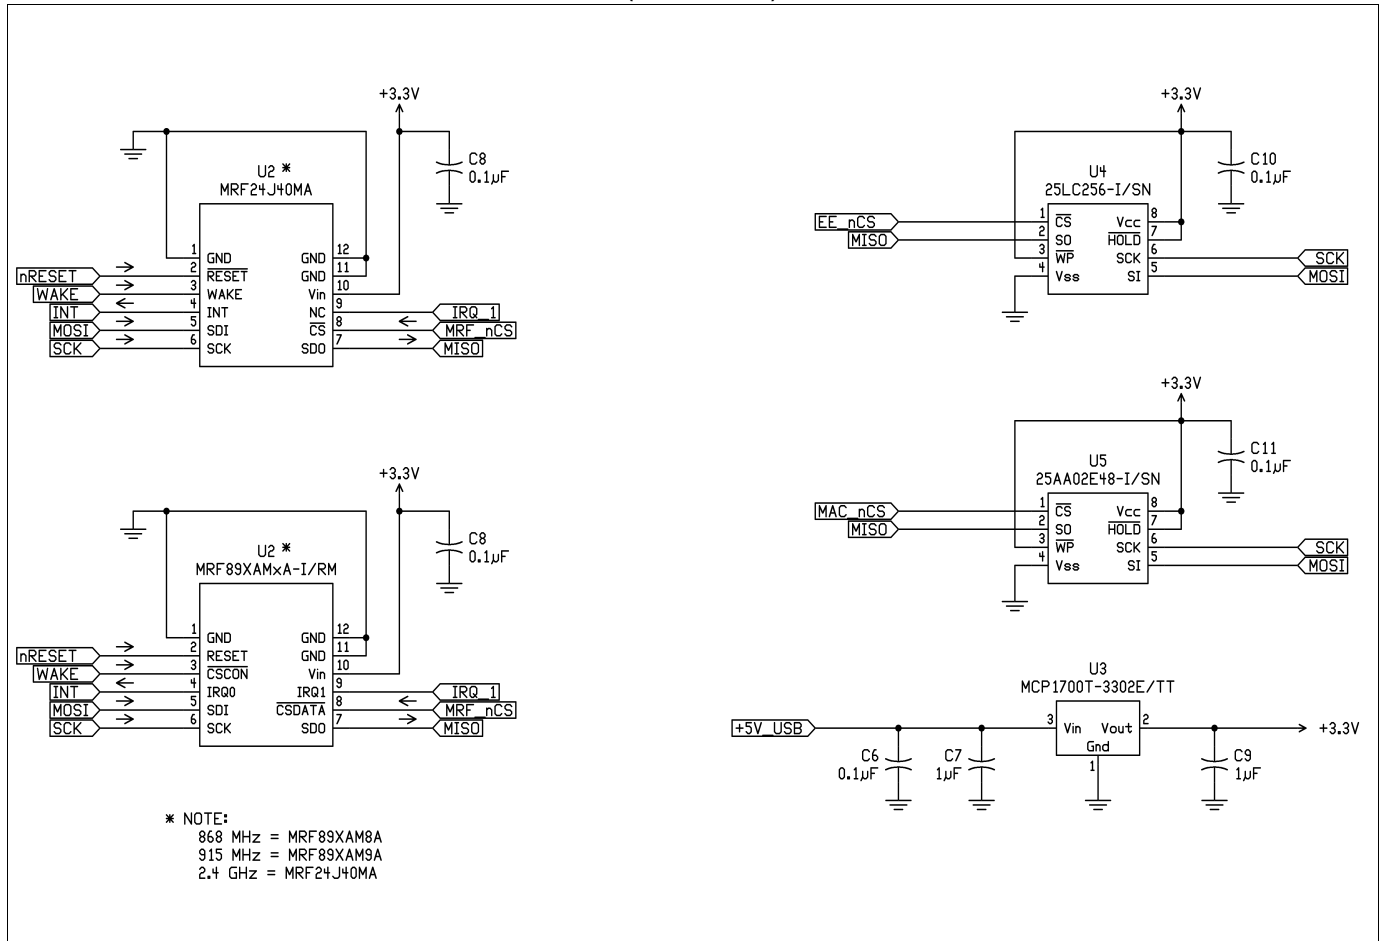 +3.3V
C8
0.1µF
U2 *
MRF24J40MA
1 GND
2 RESET
3 WAKE
4 INT
5 SDI
6 SCK
GND 12
GND 11
Vin 10
NC 9
CS 8
SDO 7
nRESET
WAKE
INT
MOSI
SCK
IRQ_1
MRF_nCS
MISO
+3.3V
C8
0.1µF
U2 *
MRF89XAMxA-I/RM
1 GND
2 RESET
3 CSCON
4 IRQ0
5 SDI
6 SCK
GND 12
GND 11
Vin 10
IRQ1 9
CSDATA 8
SDO 7
nRESET
WAKE
INT
MOSI
SCK
IRQ_1
MRF_nCS
MISO
* NOTE:
868 MHz = MRF89XAM8A
915 MHz = MRF89XAM9A
2.4 GHz = MRF24J40MA
+3.3V
C10
0.1µF
U4
25LC256-I/SN
1 CS
2 SO
3 WP
4 Vss
Vcc 8
HOLD 7
SCK 6
SI 5
EE_nCS
MISO
SCK
MOSI
+3.3V
C11
0.1µF
U5
25AA02E48-I/SN
1 CS
2 SO
3 WP
4 Vss
Vcc 8
HOLD 7
SCK 6
SI 5
MAC_nCS
MISO
SCK
MOSI
U3
MCP1700T-3302E/TT
+5V_USB
3 Vin Vout 2
Gnd
1
+3.3V
C6
0.1µF
C7
1µF
C9
1µF